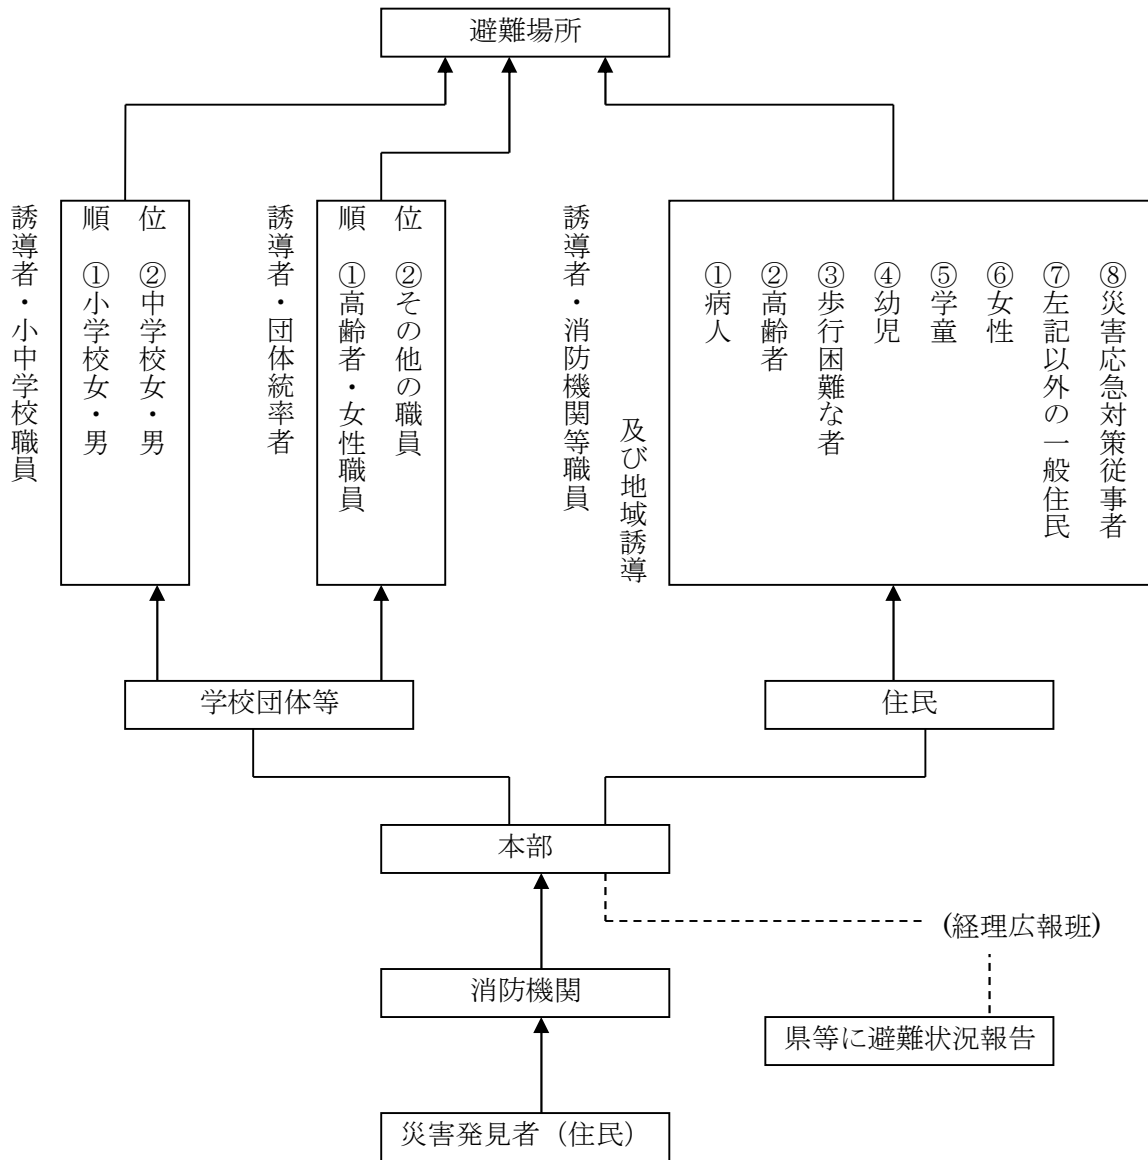 避難場所
誘導者・小中学校職員
順 ①小学校女・男
位 ②中学校女・男
誘導者・団体統率者
順 ①高齢者・女性職員
位 ②その他の職員
誘導者・消防機関等職員
及び地域誘導
①病人
②高齢者
③歩行困難な者
④幼児
⑤学童
⑥女性
⑦左記以外の一般住民
⑧災害応急対策従事者
学校団体等
住民
本部
(経理広報班)
消防機関
県等に避難状況報告
災害発見者（住民）